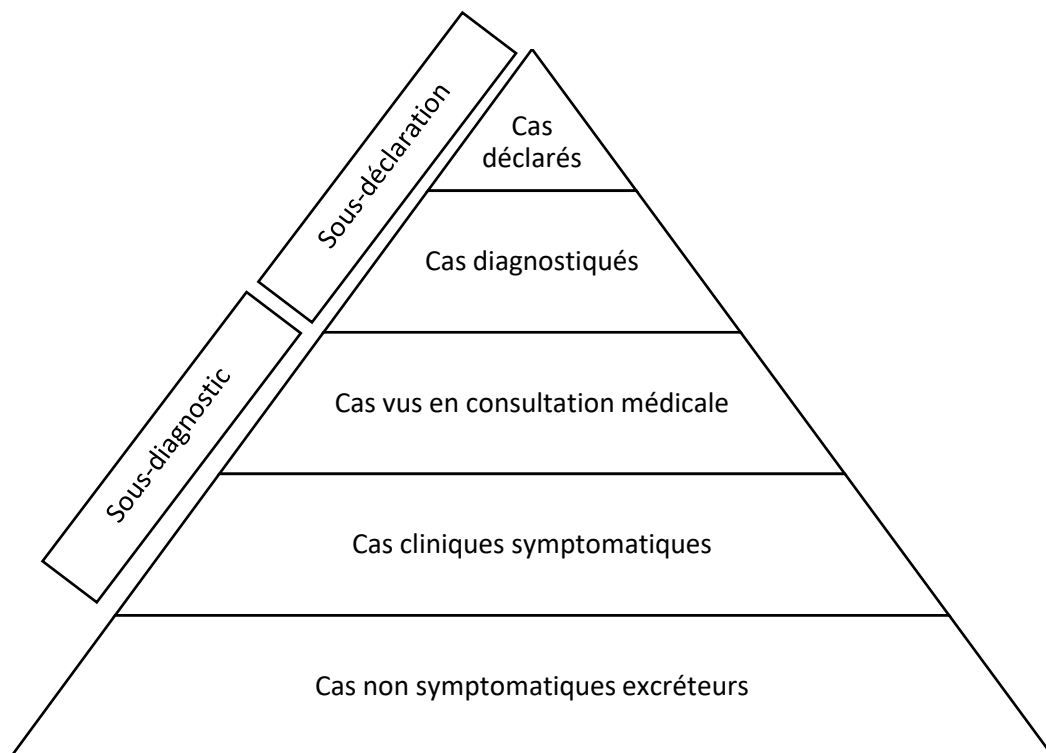 Sous-déclaration
Sous-diagnostic
Cas
déclarés
Cas diagnostiqués
Cas vus en consultation médicale
Cas cliniques symptomatiques
Cas non symptomatiques excréteurs